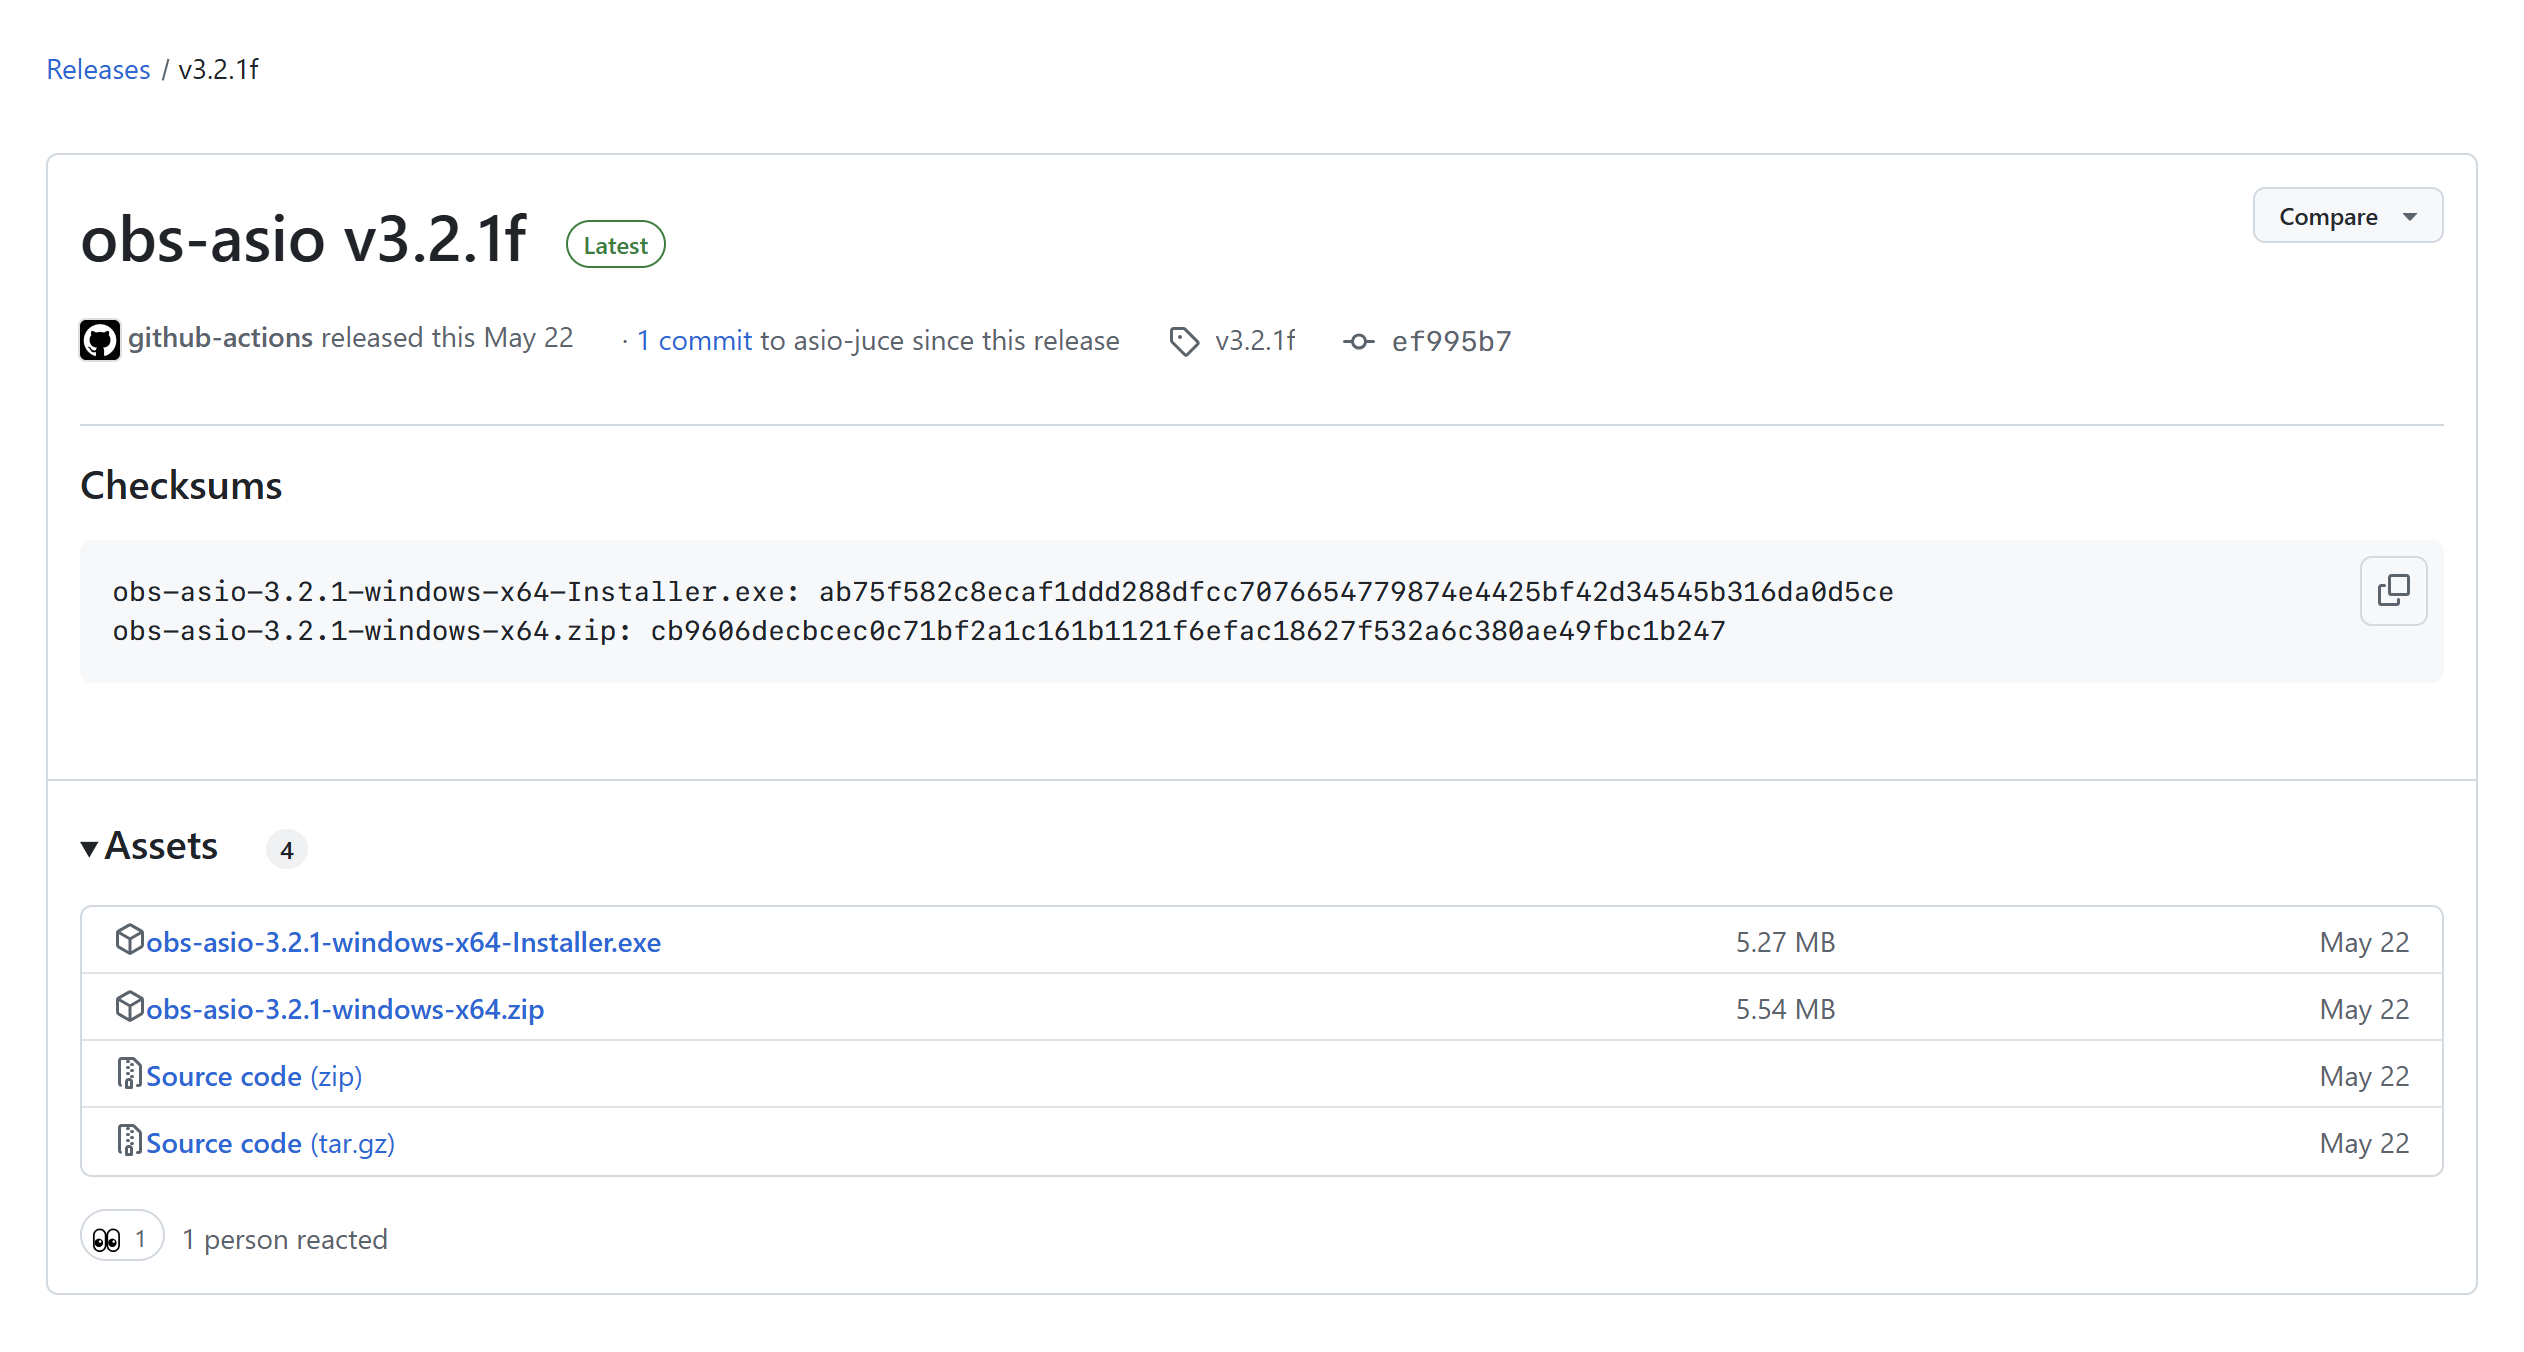 Releases / v3.2.1f
obs-asio v3.2.1f Latest
Compare
github-actions released this May 22 · 1 commit to asio-juce since this release v3.2.1f ef995b7
Checksums
obs-asio-3.2.1-windows-x64-Installer.exe: ab75f582c8ecaf1ddd288dfcc7076654779874e4425bf42d34545b316da0d5ce
obs-asio-3.2.1-windows-x64.zip: cb9606decbcec0c71bf2a1c161b1121f6efac18627f532a6c380ae49fbc1b247
Assets 4
obs-asio-3.2.1-windows-x64-Installer.exe 5.27 MB May 22
obs-asio-3.2.1-windows-x64.zip 5.54 MB May 22
Source code (zip) May 22
Source code (tar.gz) May 22
👀 1 1 person reacted